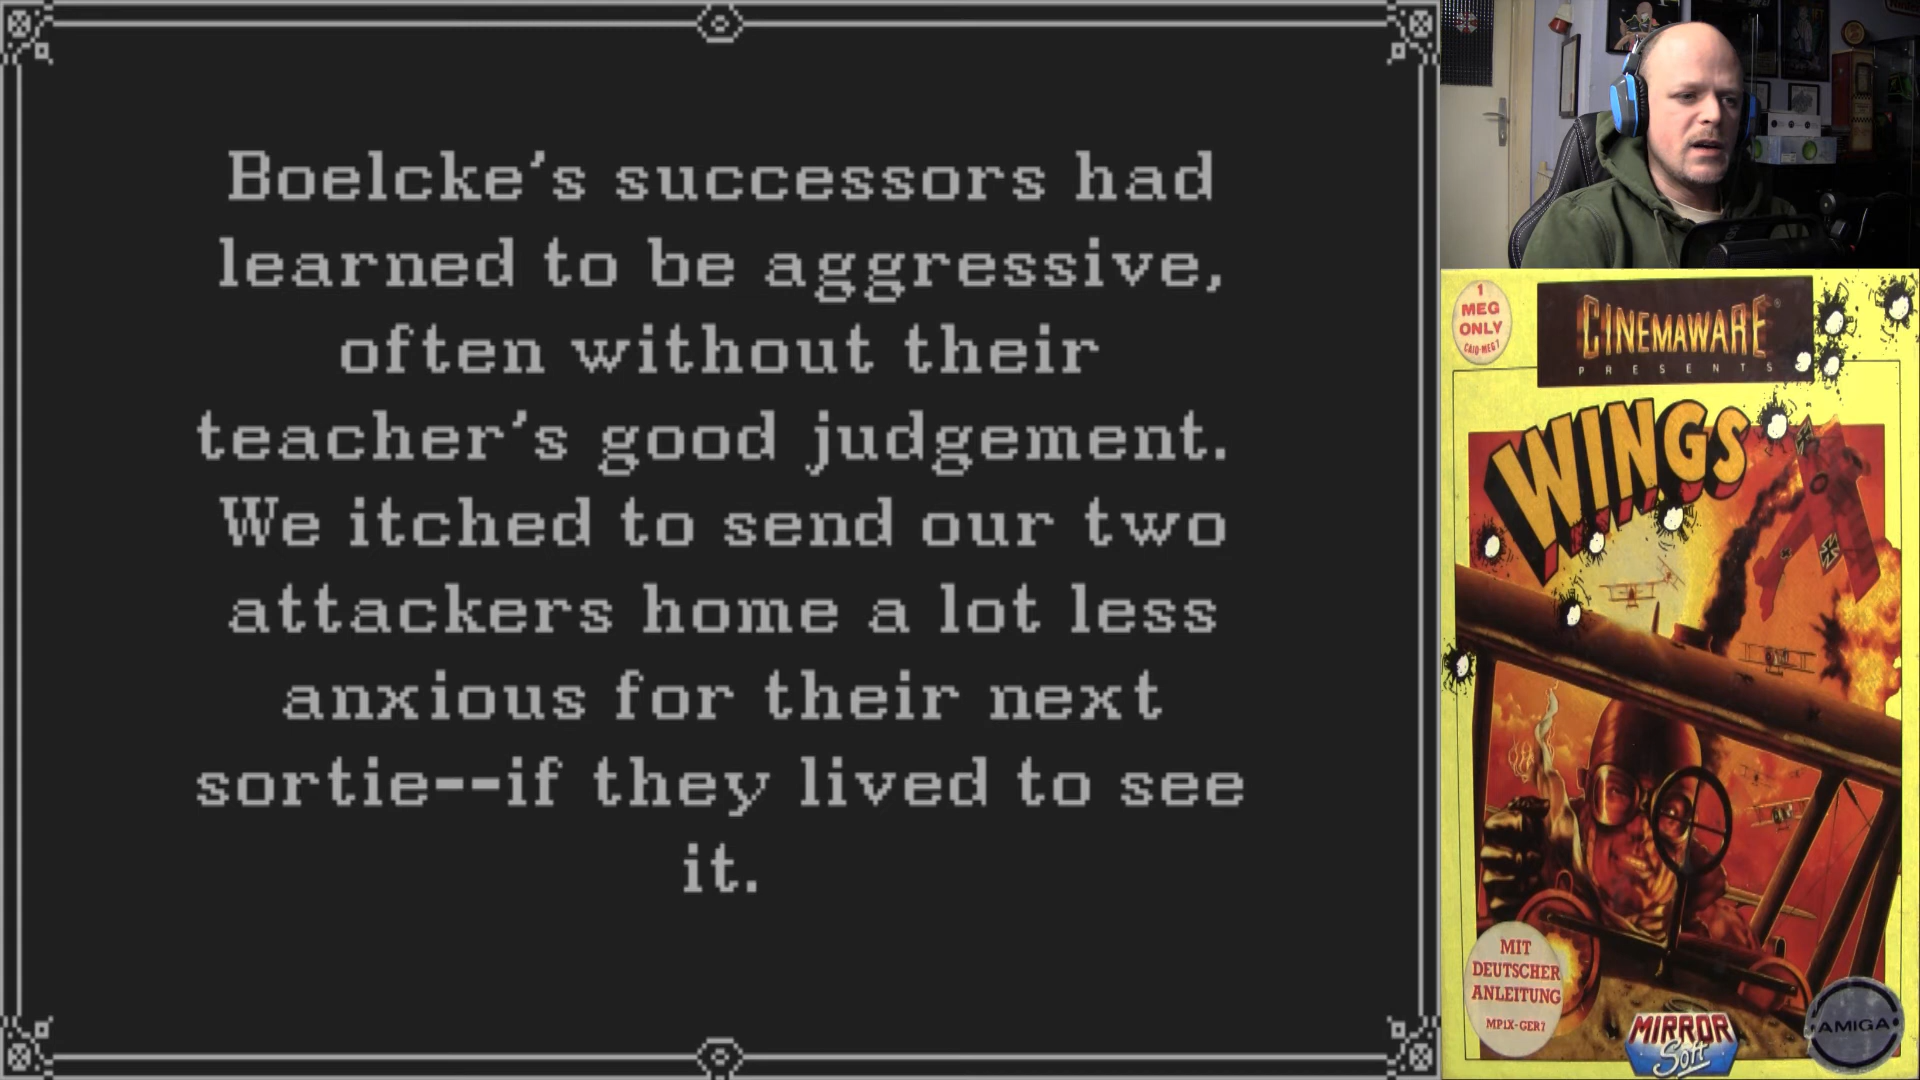 Boelcke's successors had
learned to be aggressive,
often without their
teacher's good judgement.
We itched to send our two
attackers home a lot less
anxious for their next
sortie--if they lived to see
it.
1
MEG
ONLY
CINEMAWARE
PRESENTS
WINGS
MIT
DEUTSCHER
ANLEITUNG
MPIX-GER7
MIRROR
Soft
AMIGA